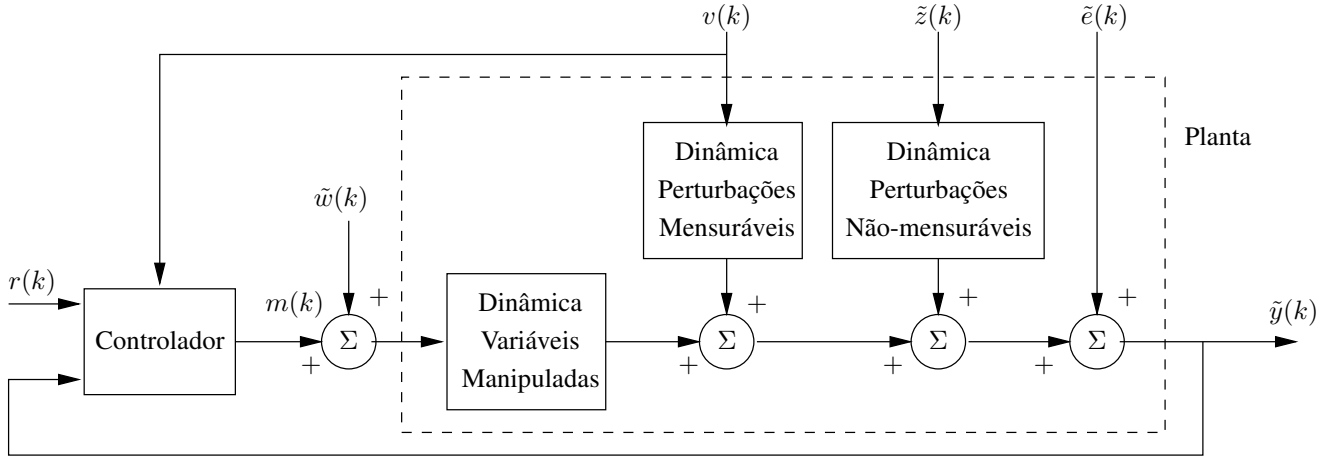 v(k)
z̃(k)
ẽ(k)
Planta
Dinâmica
Perturbações
Mensuráveis
Dinâmica
Perturbações
Não-mensuráveis
w̃(k)
r(k)
Controlador
m(k)
+
Σ
+
Dinâmica
Variáveis
Manipuladas
+
Σ
+
+
Σ
+
+
Σ
+
ỹ(k)